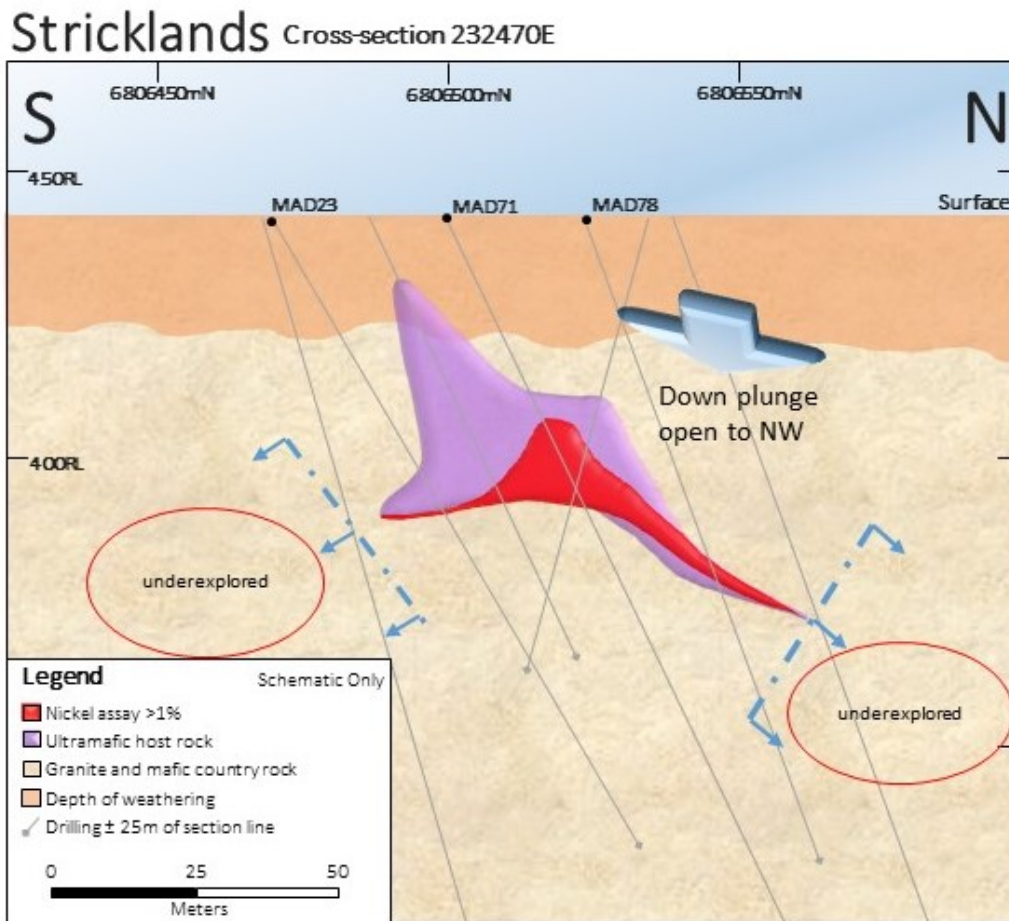 Stricklands Cross-section 232470E
6806450mN 6806500mN 6806550mN
S N
450RL
Surface
MAD23 MAD71 MAD78
Down plunge
open to NW
400RL
underexplored
underexplored
Legend Schematic Only
Nickel assay >1%
Ultramafic host rock
Granite and mafic country rock
Depth of weathering
Drilling ± 25m of section line
0 25 50
Meters